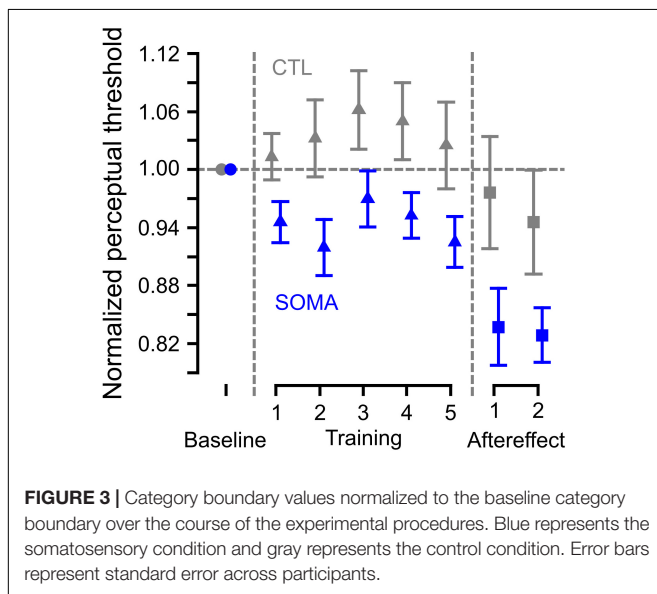 Normalized perceptual threshold
1.12
1.06
1.00
0.94
0.88
0.82
CTL
SOMA
1 2 3 4 5 1 2
Baseline Training Aftereffect
FIGURE 3 | Category boundary values normalized to the baseline category
boundary over the course of the experimental procedures. Blue represents the
somatosensory condition and gray represents the control condition. Error bars
represent standard error across participants.